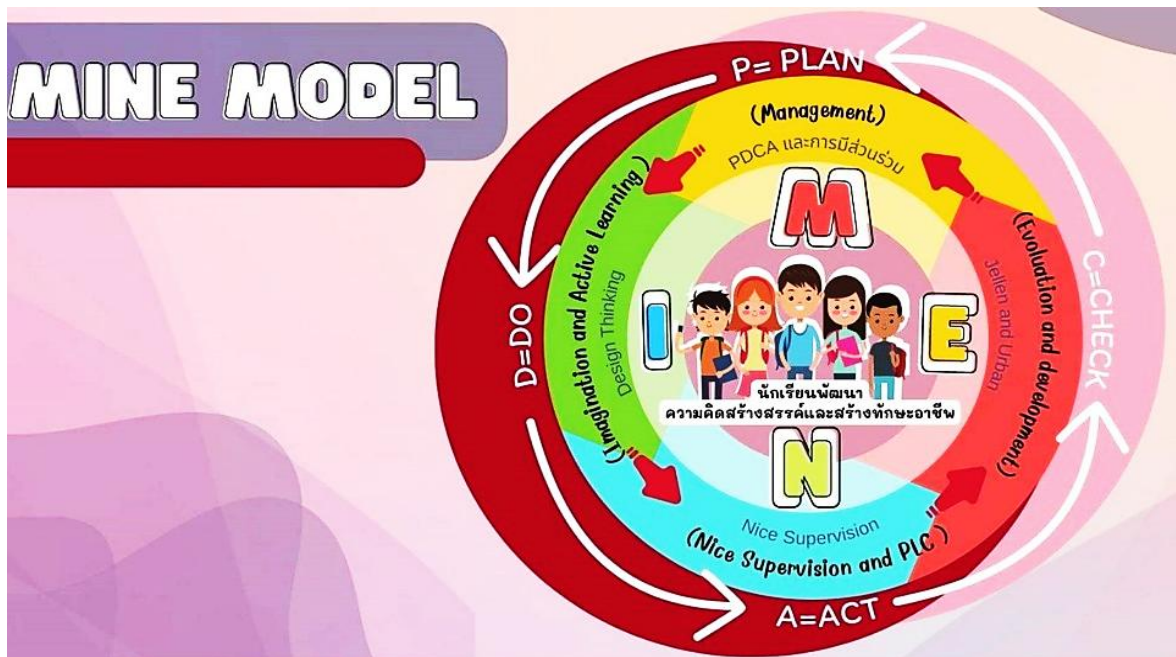 MINE MODEL
P= PLAN
(Management)
PDCA และการมีส่วนร่วม
M
D=DO
(Imagination and Active Learning)
Design Thinking
I
E
Jellen and Urban
(Evaluation and development)
C=CHECK
นักเรียนพัฒนา
ความคิดสร้างสรรค์และสร้างทักษะอาชีพ
N
Nice Supervision
(Nice Supervision and PLC)
A=ACT